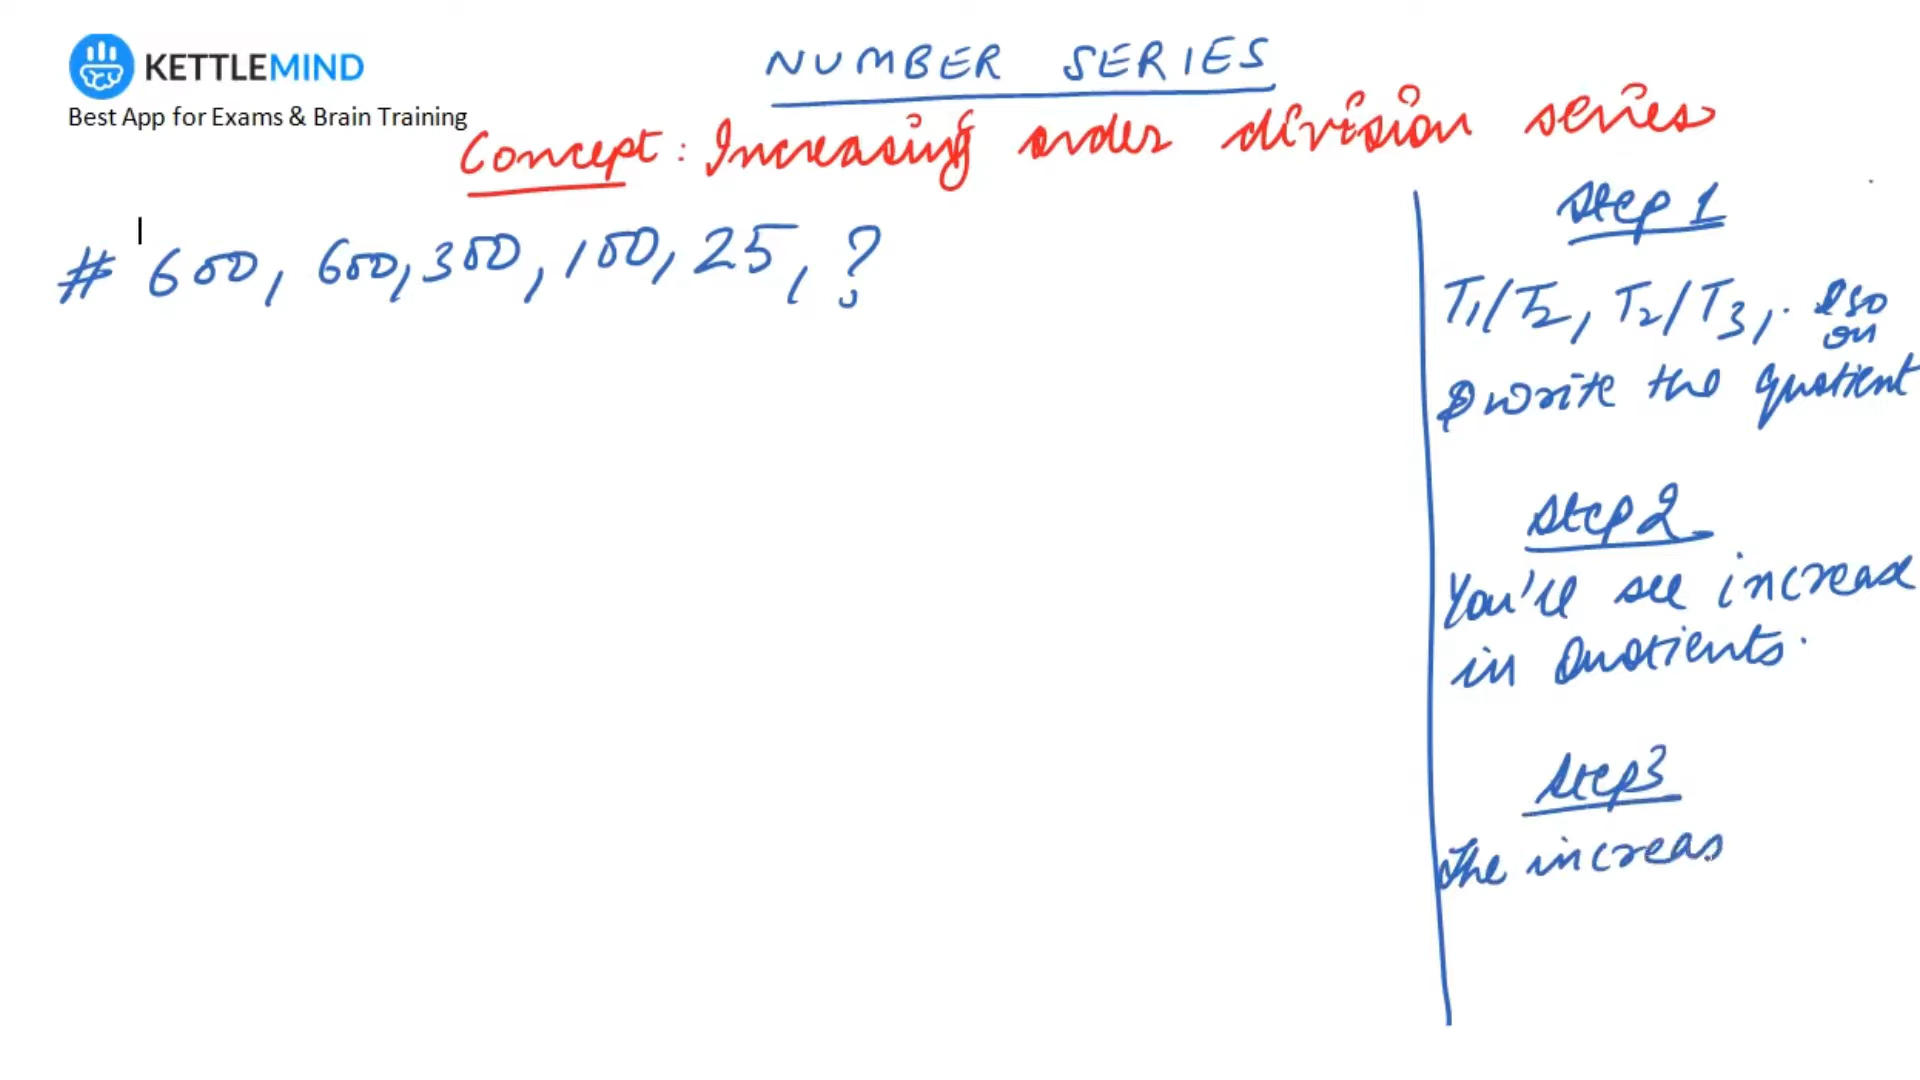 KETTLEMIND
Best App for Exams & Brain Training
NUMBER SERIES
Concept: Increasing order division series
# 600, 600, 300, 100, 25, ?
Step 1
T1/T2, T2/T3, . & so on
& write the quotient
Step 2
You'll see increase
in Quotients.
Step 3
The increas